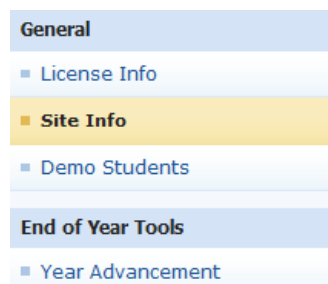 General
License Info
Site Info
Demo Students
End of Year Tools
Year Advancement